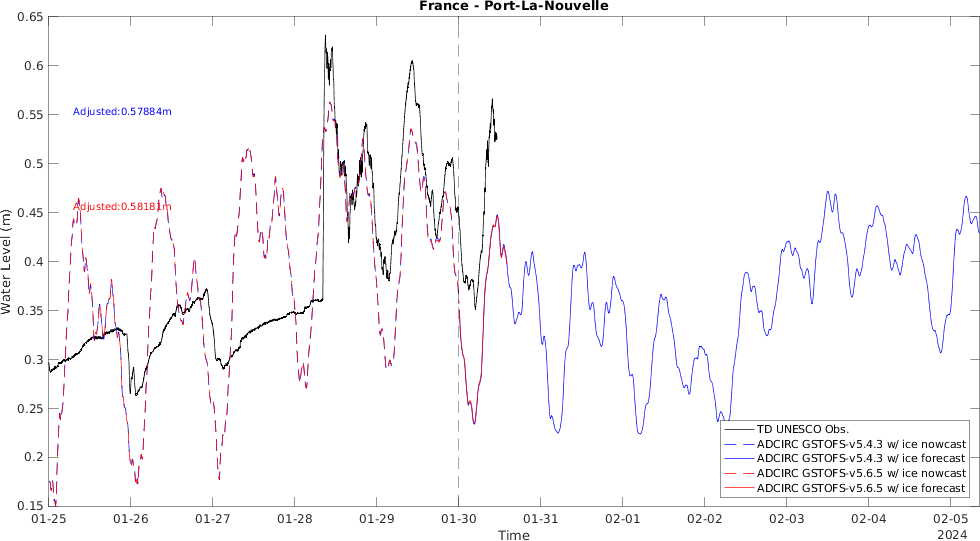 France - Port-La-Nouvelle
0.65
0.6
0.55
0.5
0.45
0.4
0.35
0.3
0.25
0.2
0.15
Water Level (m)
Adjusted:0.57884m
Adjusted:0.58181m
TD UNESCO Obs.
ADCIRC GSTOFS-v5.4.3 w/ ice nowcast
ADCIRC GSTOFS-v5.4.3 w/ ice forecast
ADCIRC GSTOFS-v5.6.5 w/ ice nowcast
ADCIRC GSTOFS-v5.6.5 w/ ice forecast
01-25 01-26 01-27 01-28 01-29 01-30 01-31 02-01 02-02 02-03 02-04 02-05
Time
2024